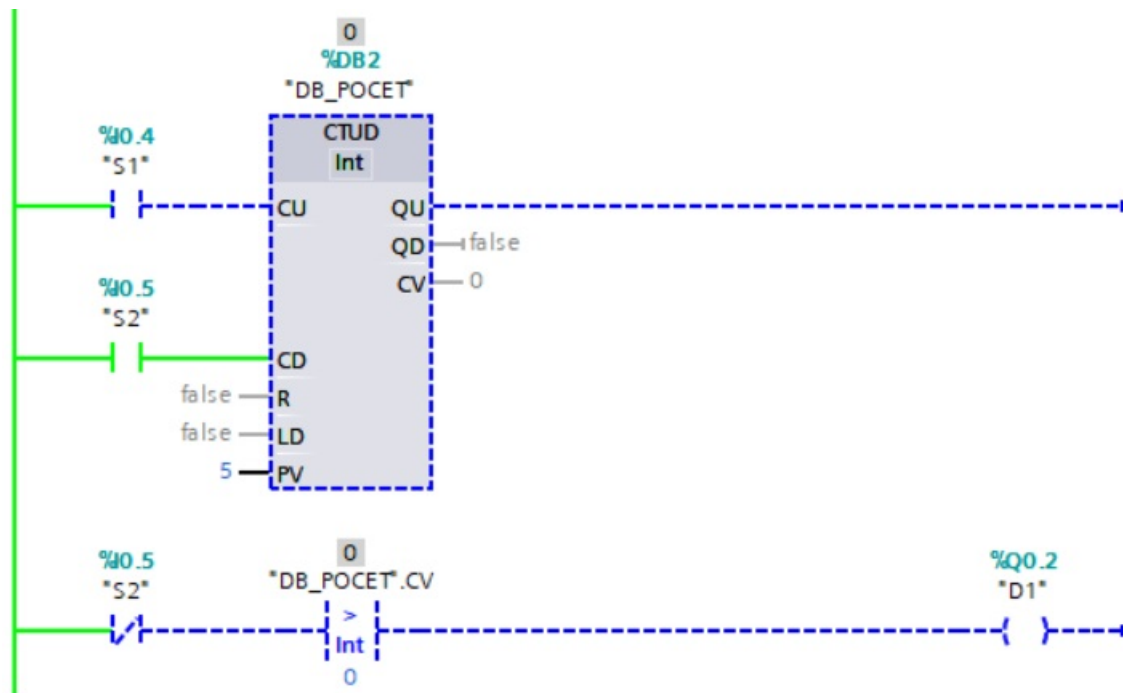 0
%DB2
"DB_POCET"
CTUD
Int
%I0.4
"S1"
CU QU
QD false
CV 0
%I0.5
"S2"
CD
false R
false LD
5 PV
%I0.5
"S2"
0
"DB_POCET".CV
>
Int
0
%Q0.2
"D1"